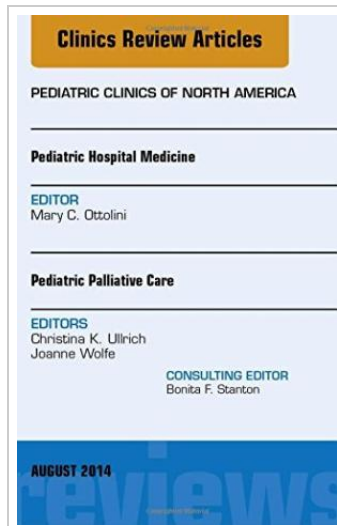 Clinics Review Articles
PEDIATRIC CLINICS OF NORTH AMERICA
Pediatric Hospital Medicine
EDITOR
Mary C. Ottolini
Pediatric Palliative Care
EDITORS
Christina K. Ullrich
Joanne Wolfe
CONSULTING EDITOR
Bonita F. Stanton
AUGUST 2014
reviews